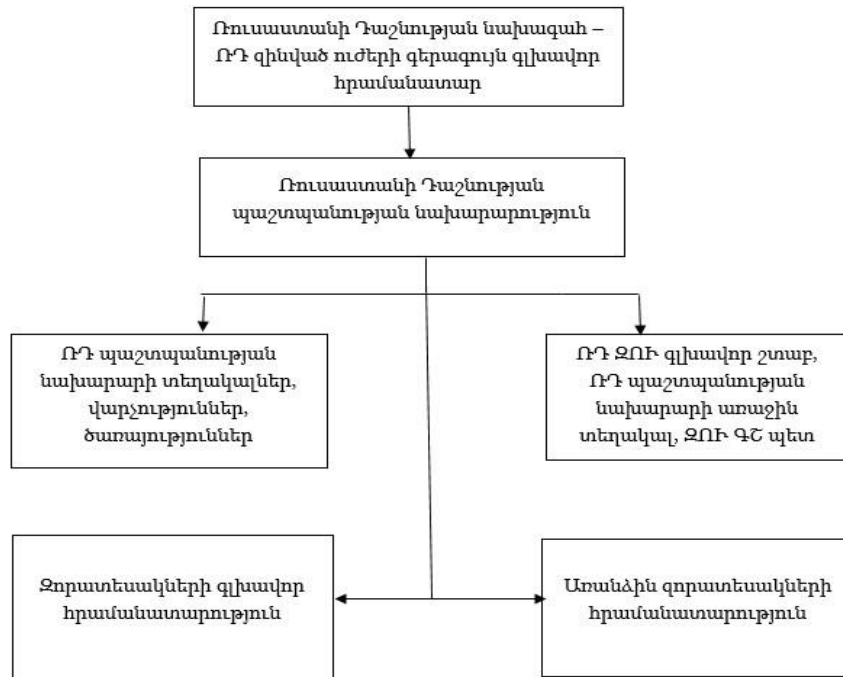 Ռուսաստանի Դաշնության նախագահ –
ՌԴ զինված ուժերի գերագույն գլխավոր
հրամանատար
Ռուսաստանի Դաշնության
պաշտպանության նախարարություն
ՌԴ պաշտպանության
նախարարի տեղակալներ,
վարչություններ,
ծառայություններ
ՌԴ ԶՈՒ գլխավոր շտաբ,
ՌԴ պաշտպանության
նախարարի առաջին
տեղակալ, ԶՈՒ ԳՇ պետ
Զորատեսակների գլխավոր
հրամանատարություն
Առանձին զորատեսակների
հրամանատարություն